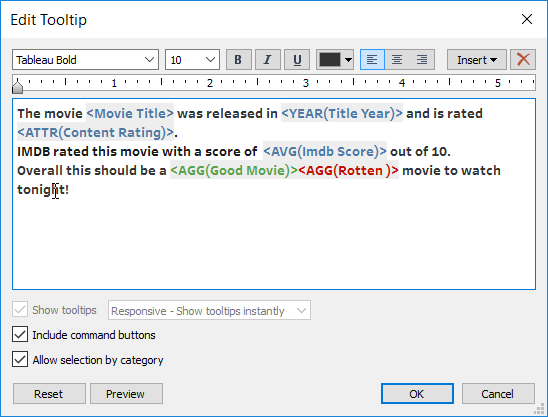 Edit Tooltip
Tableau Bold 10 B I U Insert
1 2 3 4 5
The movie <Movie Title> was released in <YEAR(Title Year)> and is rated
<ATTR(Content Rating)>.
IMDB rated this movie with a score of <AVG(Imdb Score)> out of 10.
Overall this should be a <AGG(Good Movie)><AGG(Rotten )> movie to watch
tonight!
Show tooltips Responsive - Show tooltips instantly
Include command buttons
Allow selection by category
Reset Preview OK Cancel